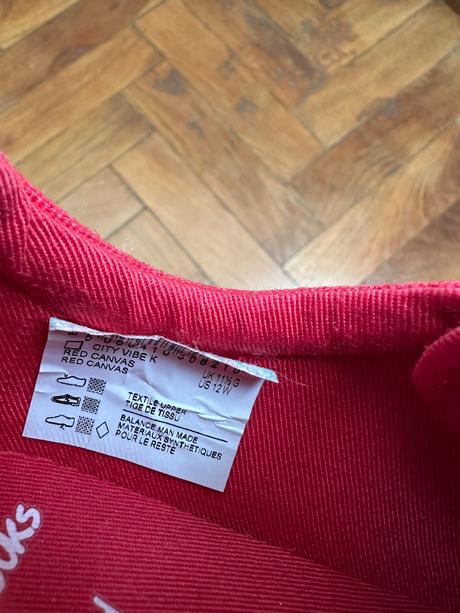 CITY VIBE K
RED CANVAS
RED CANVAS
UK 11½ G
US 12 W
TEXTILE UPPER
TIGE DE TISSU
BALANCE MAN MADE
MATERIAUX SYNTHETIQUES
POUR LE RESTE